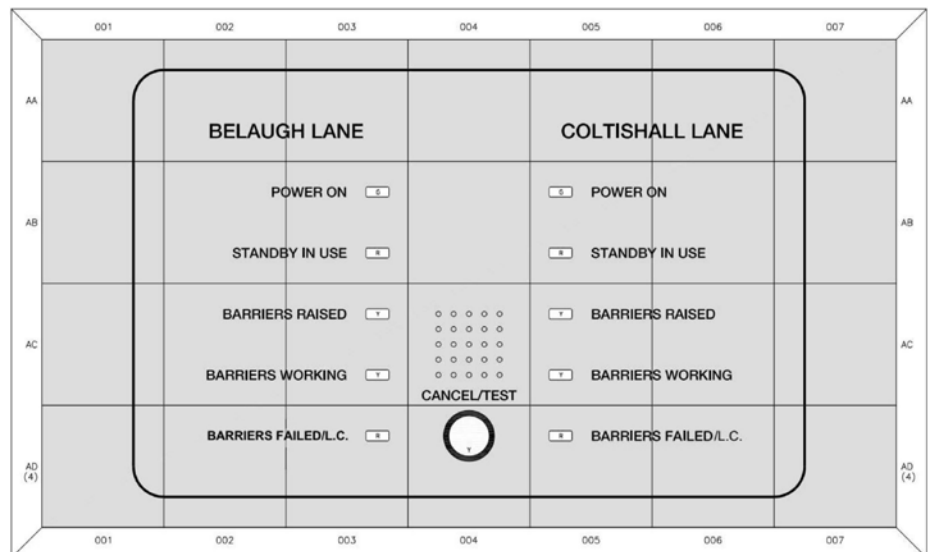 001 002 003 004 005 006 007
AA AA
BELAUGH LANE COLTISHALL LANE
POWER ON G G POWER ON
AB AB
STANDBY IN USE R R STANDBY IN USE
BARRIERS RAISED Y Y BARRIERS RAISED
AC AC
BARRIERS WORKING Y Y BARRIERS WORKING
CANCEL/TEST
BARRIERS FAILED/L.C. R R BARRIERS FAILED/L.C.
Y
AD AD
(4) (4)
001 002 003 004 005 006 007